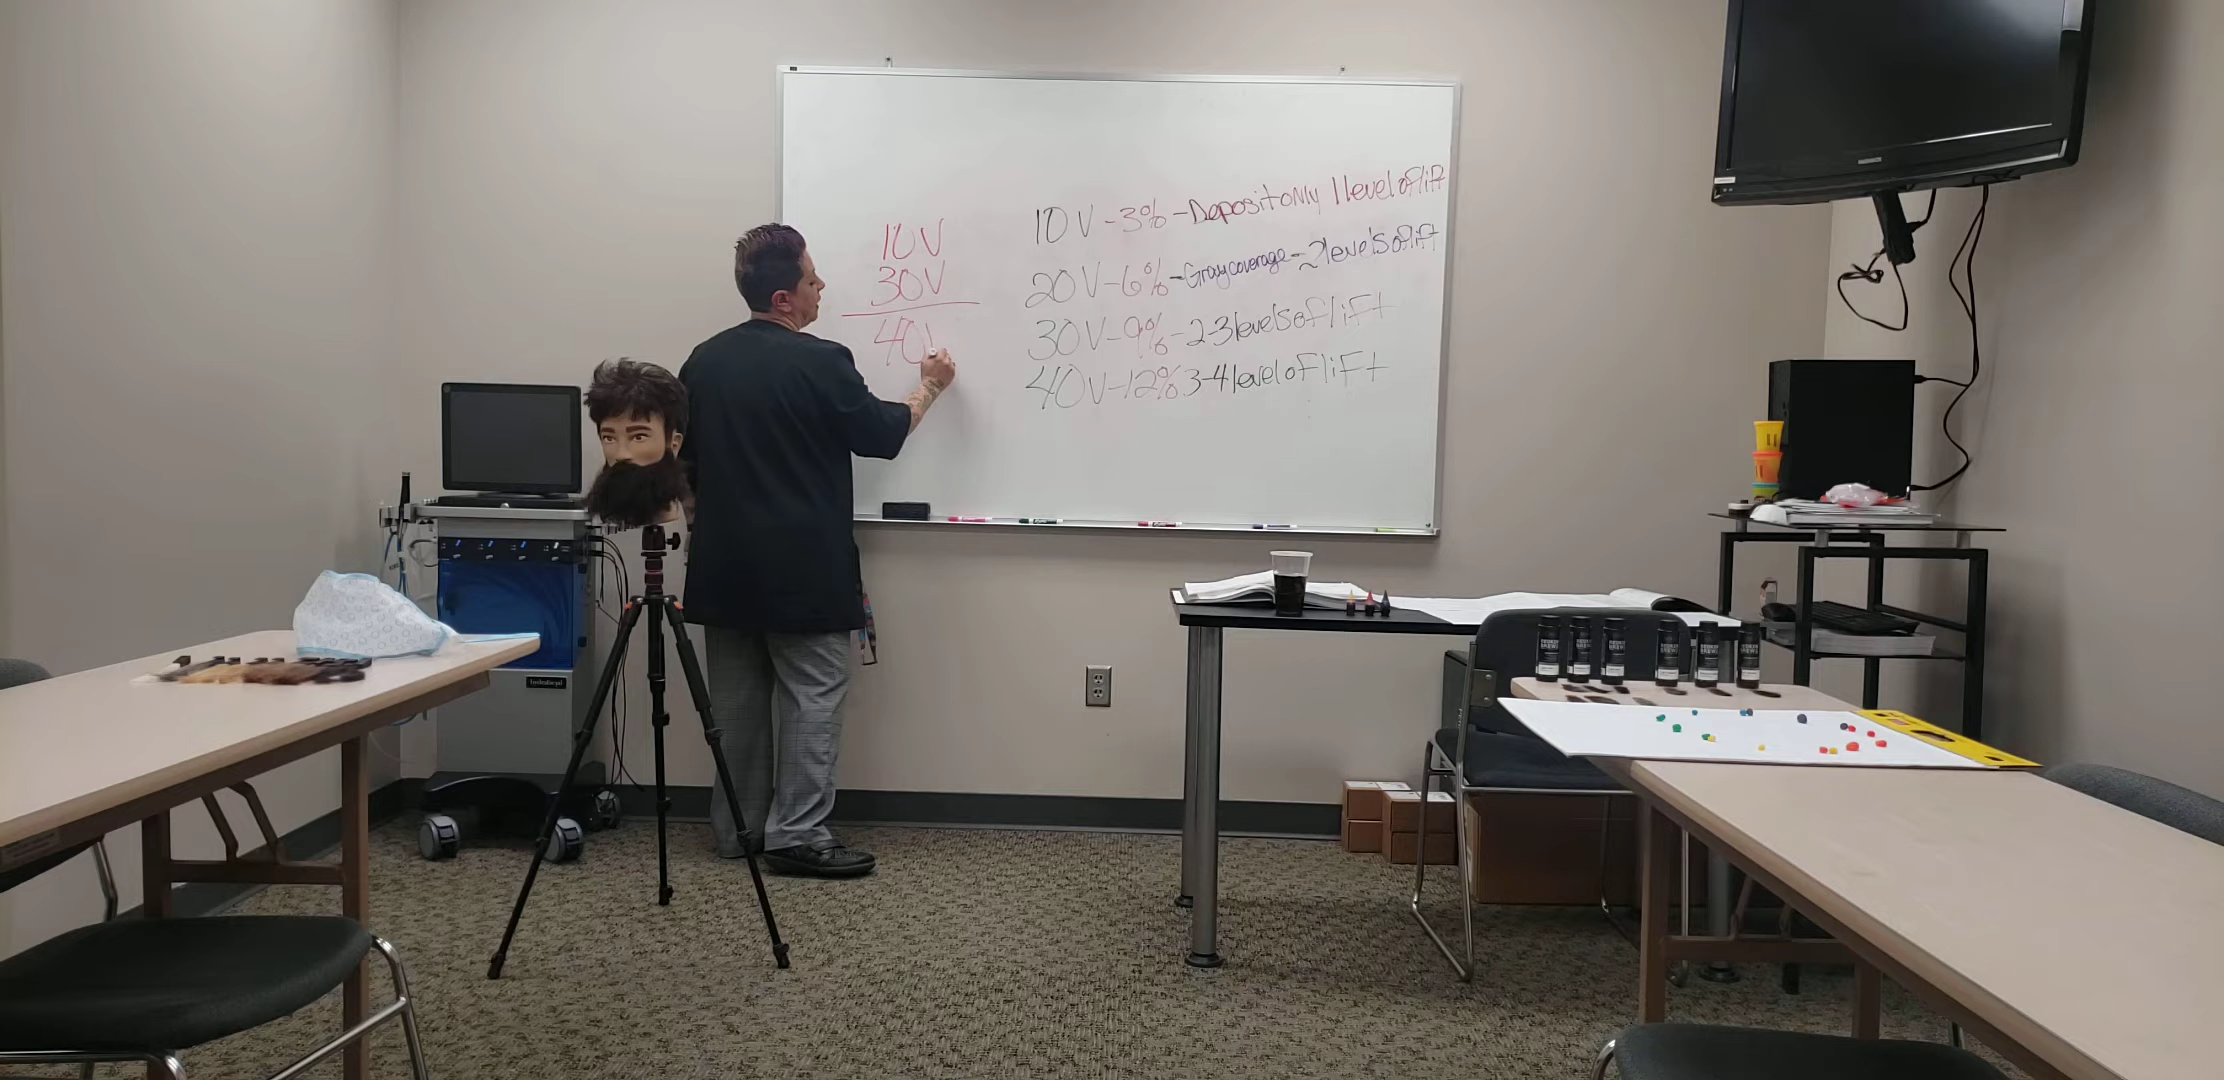 10V
30V
40V
10V-3%-Deposit only 1 level of lift
20V-6%-Gray coverage-~2 levels of lift
30V-9%-2-3 levels of lift
40V-12% 3-4 level of lift